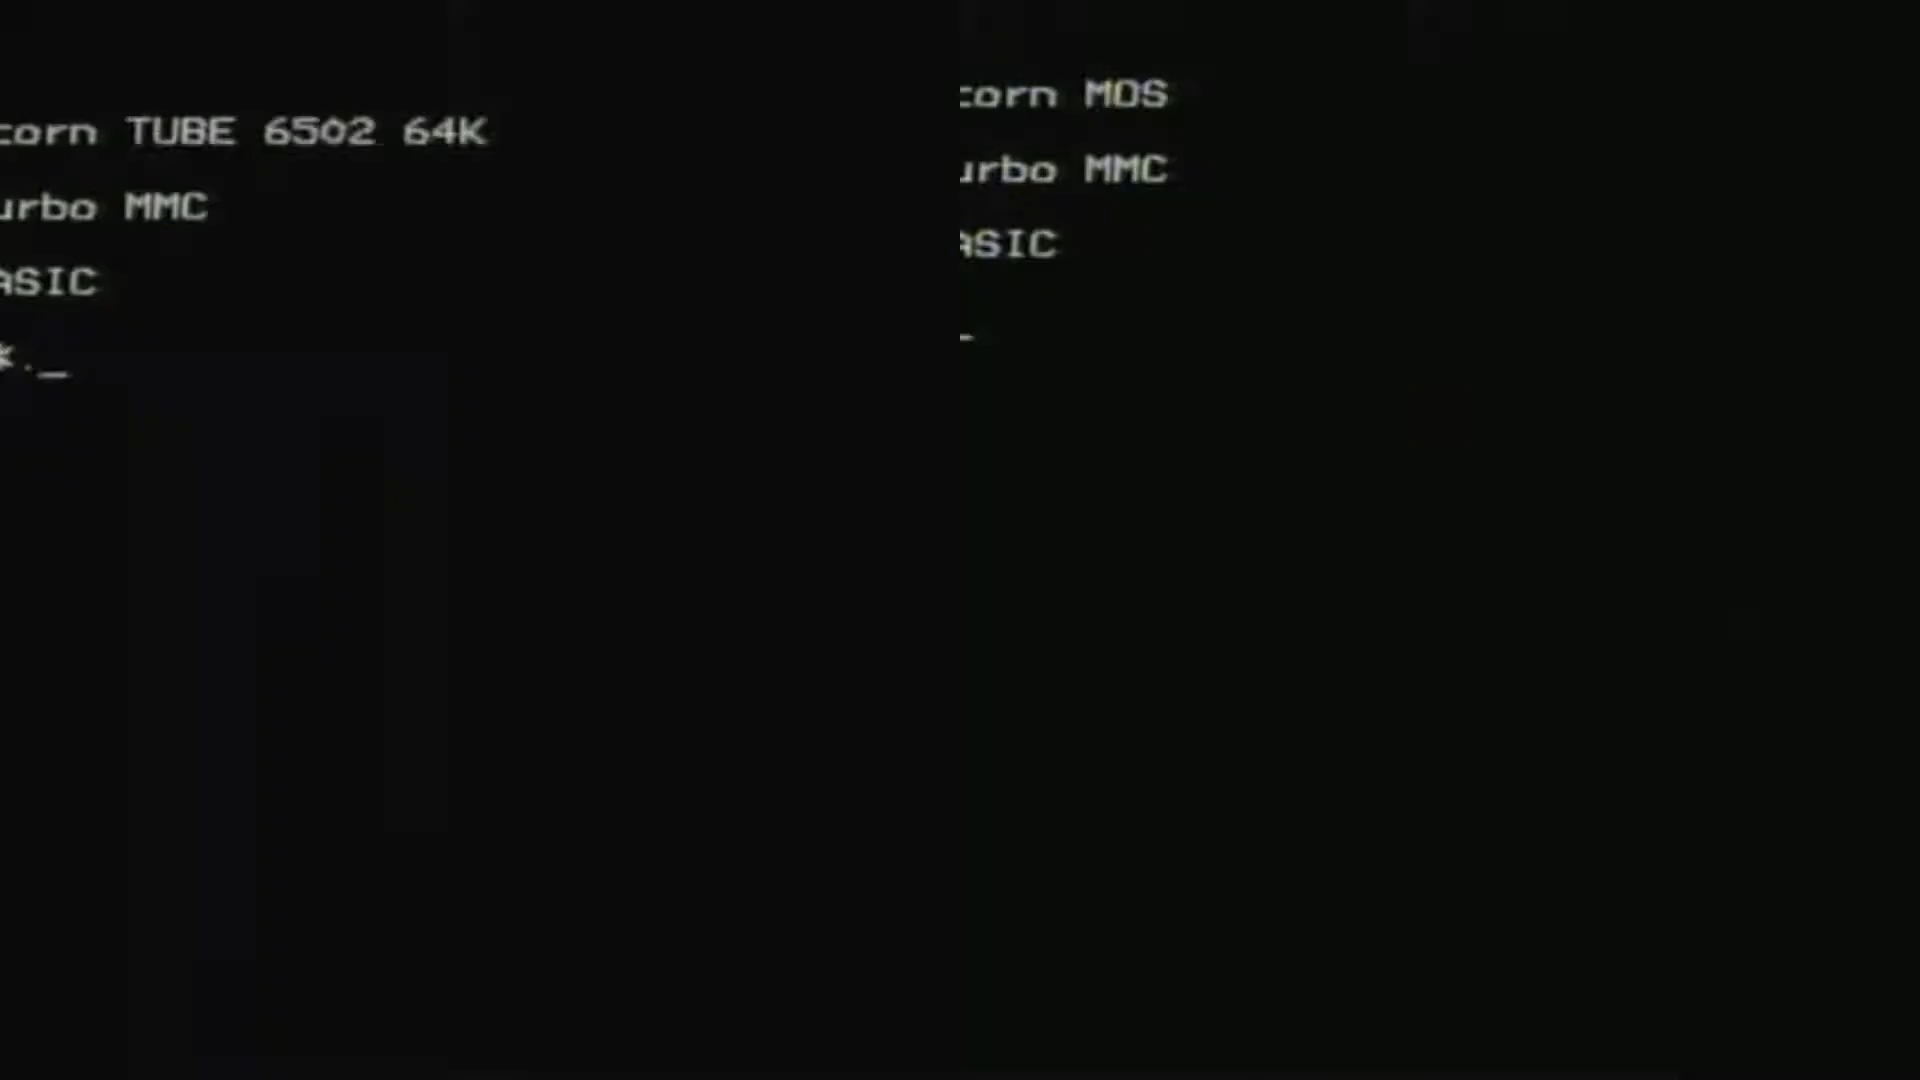 corn TUBE 6502 64K
urbo MMC
ASIC
*._
corn MOS
urbo MMC
ASIC
_